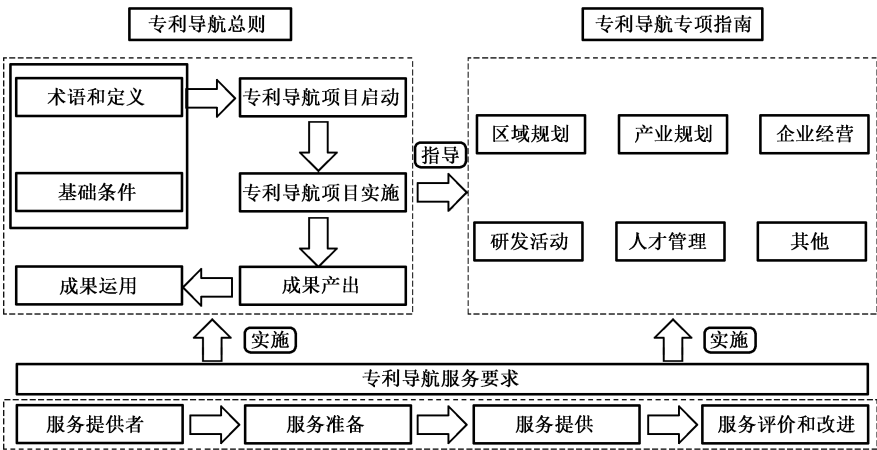 专利导航总则
专利导航专项指南
术语和定义
专利导航项目启动
基础条件
专利导航项目实施
成果运用
成果产出
指导
区域规划
产业规划
企业经营
研发活动
人才管理
其他
实施
实施
专利导航服务要求
服务提供者
服务准备
服务提供
服务评价和改进